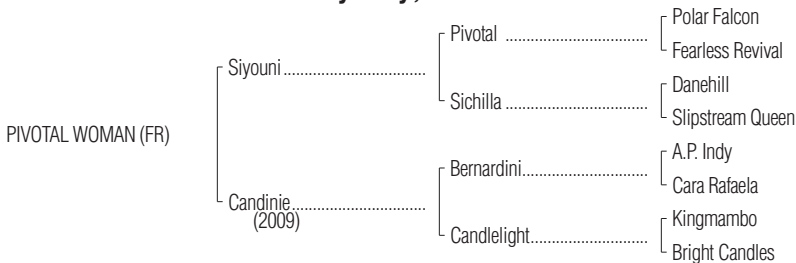 Polar Falcon
Pivotal ..........................................
Fearless Revival
Siyouni..........................................
Danehill
Sichilla ..........................................
Slipstream Queen
PIVOTAL WOMAN (FR)
A.P. Indy
Bernardini.....................................
Cara Rafaela
Candinie........................................
(2009)
Kingmambo
Candlelight...................................
Bright Candles